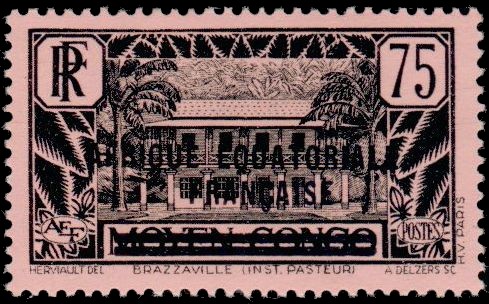 RF 75
AFRIQUE EQUATORIALE
FRANÇAISE
AEF POSTES
MOYEN CONGO
HERVIAULT DEL BRAZZAVILLE (INST. PASTEUR) A.DELZERS SC
H.V. PARIS